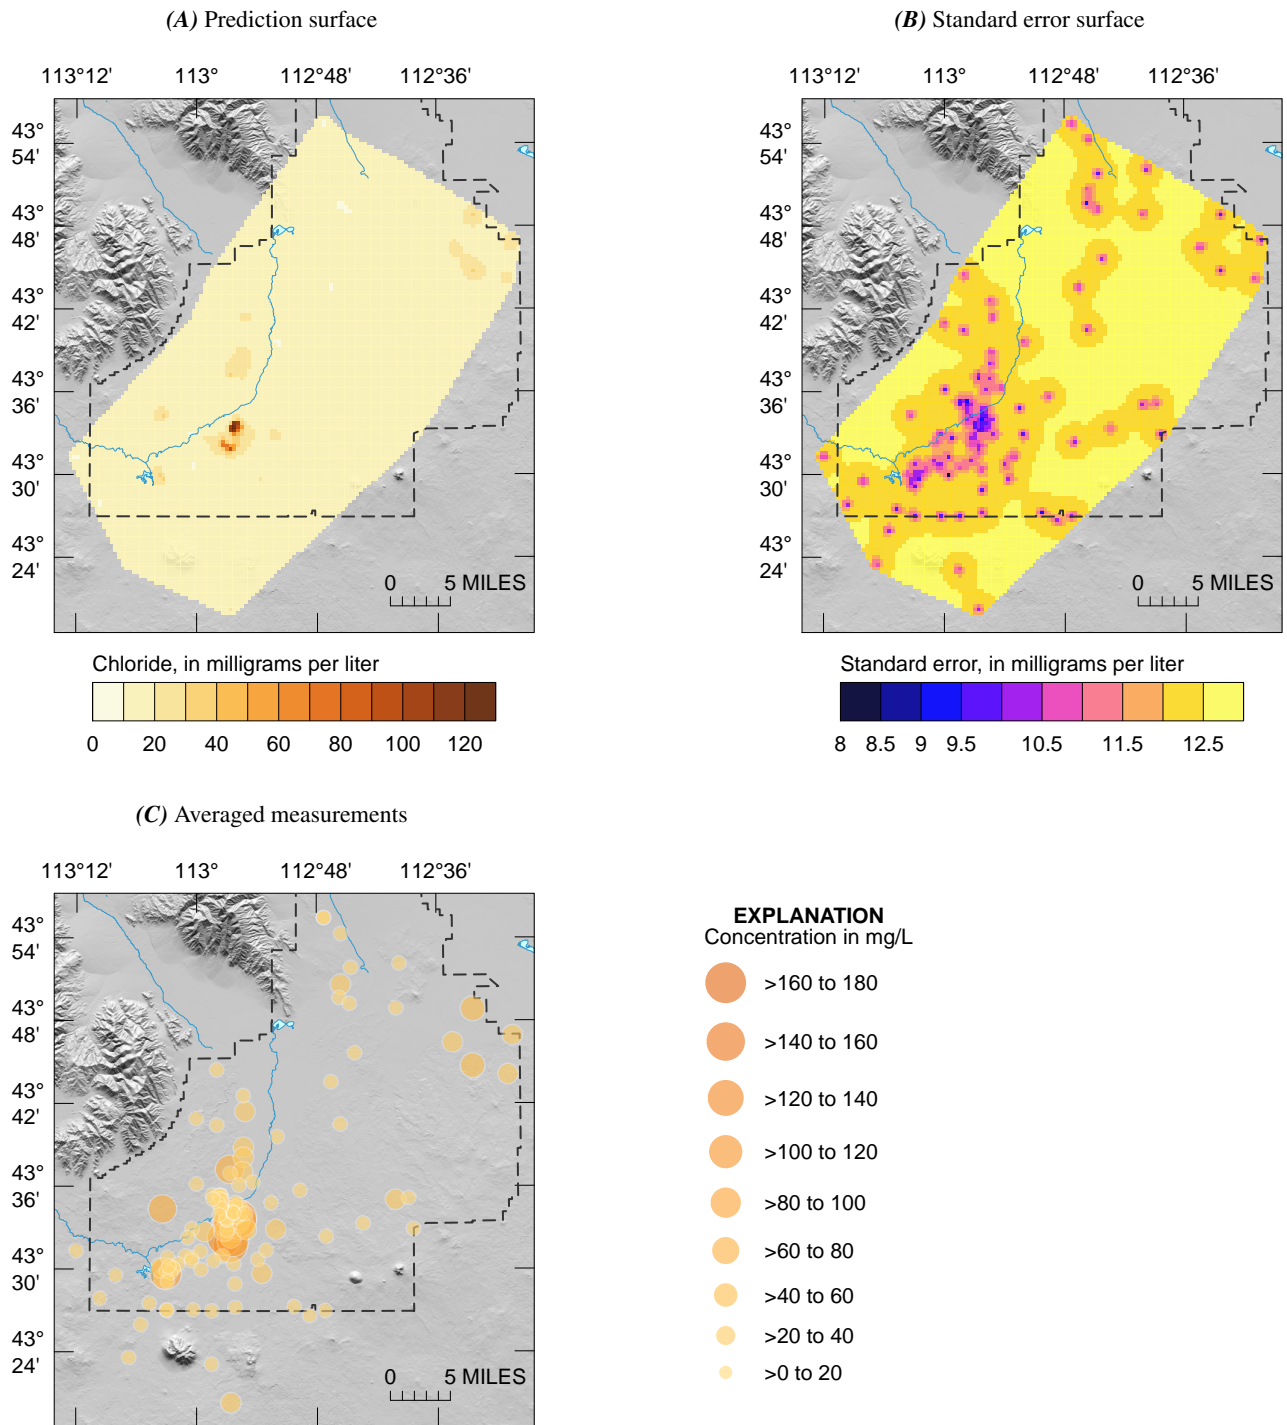 (A) Prediction surface
113°12' 113° 112°48' 112°36'
43°
54'
43°
48'
43°
42'
43°
36'
43°
30'
43°
24'
0 5 MILES
Chloride, in milligrams per liter
0 20 40 60 80 100 120
(B) Standard error surface
113°12' 113° 112°48' 112°36'
43°
54'
43°
48'
43°
42'
43°
36'
43°
30'
43°
24'
0 5 MILES
Standard error, in milligrams per liter
8 8.5 9 9.5 10.5 11.5 12.5
(C) Averaged measurements
113°12' 113° 112°48' 112°36'
43°
54'
43°
48'
43°
42'
43°
36'
43°
30'
43°
24'
0 5 MILES
EXPLANATION
Concentration in mg/L
>160 to 180
>140 to 160
>120 to 140
>100 to 120
>80 to 100
>60 to 80
>40 to 60
>20 to 40
>0 to 20